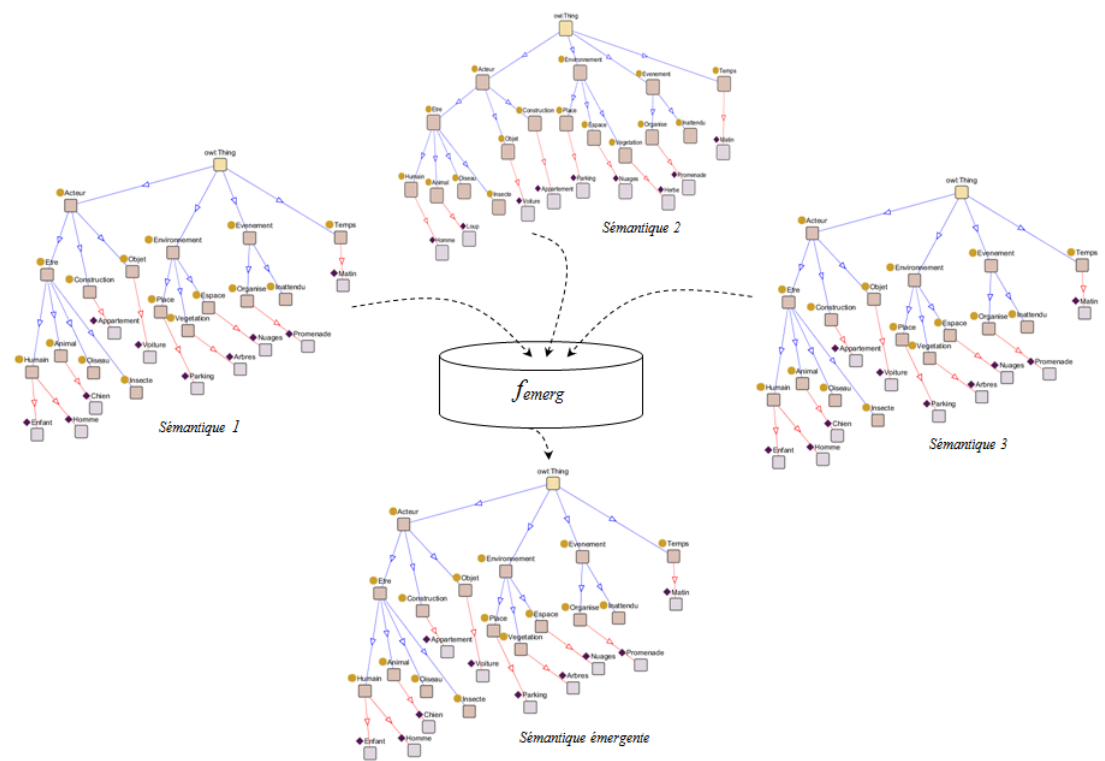 owl:Thing
Acteur
Environnement
Evenement
Temps
Etre
Construction
Place
Espace
Organise
Inattendu
Objet
Vegetation
Matin
Humain
Animal
Oiseau
Insecte
Voiture
Appartement
Parking
Nuages
Herbe
Promenade
Homme
Loup
Sémantique 2
owl:Thing
Acteur
Environnement
Evenement
Temps
Etre
Construction
Objet
Place
Vegetation
Espace
Organise
Inattendu
Matin
Appartement
Voiture
Nuages
Promenade
Humain
Animal
Oiseau
Insecte
Parking
Arbres
Chien
Enfant
Homme
Sémantique 1
owl:Thing
Acteur
Environnement
Evenement
Temps
Etre
Construction
Objet
Place
Vegetation
Espace
Organise
Inattendu
Matin
Appartement
Voiture
Nuages
Promenade
Humain
Animal
Oiseau
Insecte
Parking
Arbres
Chien
Enfant
Homme
Sémantique 3
femerg
owl:Thing
Acteur
Environnement
Evenement
Temps
Etre
Construction
Objet
Place
Vegetation
Espace
Organise
Inattendu
Matin
Appartement
Voiture
Nuages
Promenade
Humain
Animal
Oiseau
Insecte
Parking
Arbres
Chien
Enfant
Homme
Sémantique émergente